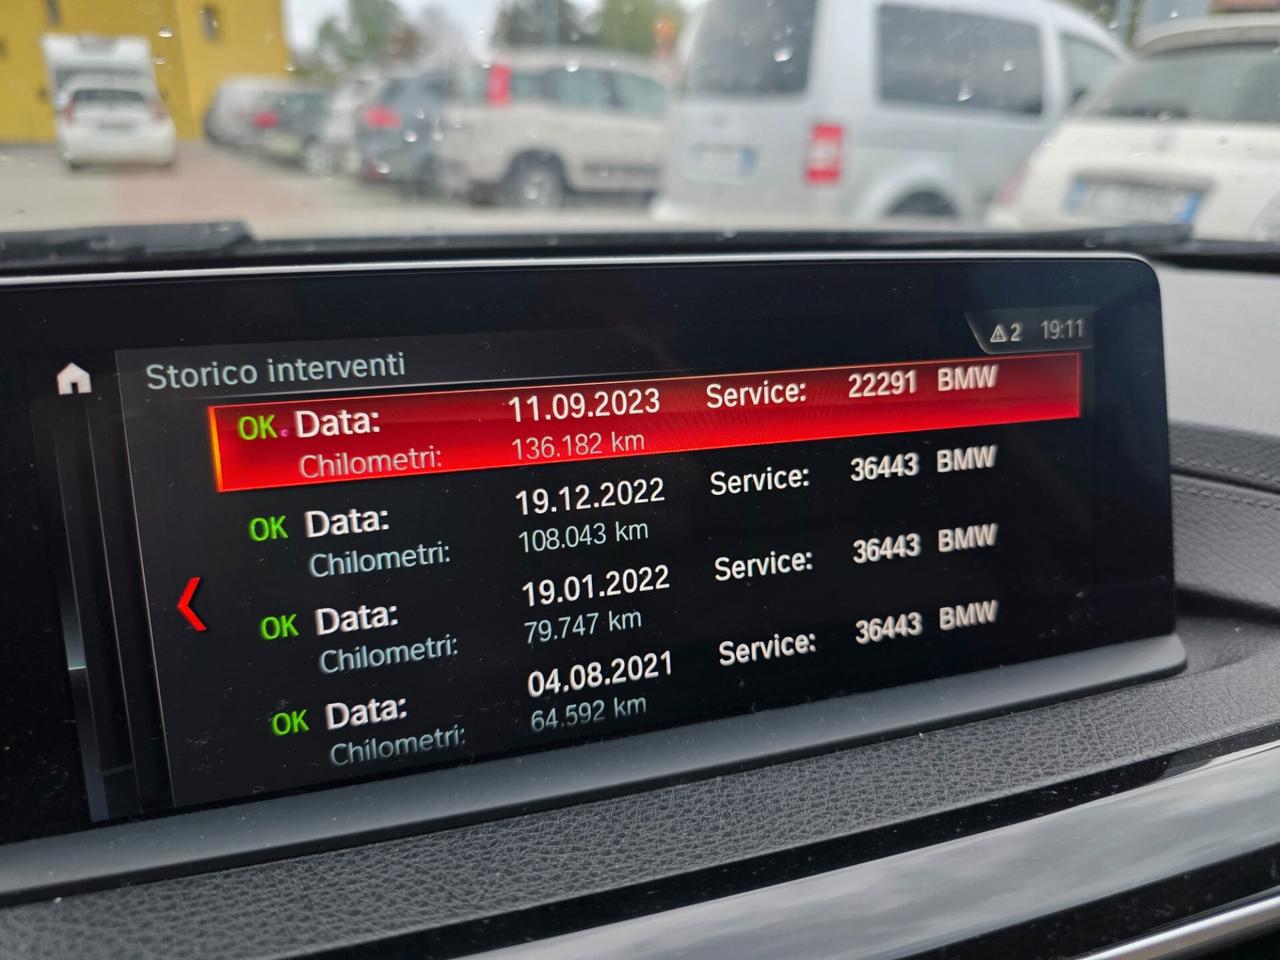 ⚠2 19:11
Storico interventi
OK Data: 11.09.2023 Service: 22291 BMW
Chilometri: 136.182 km
OK Data: 19.12.2022 Service: 36443 BMW
Chilometri: 108.043 km
OK Data: 19.01.2022 Service: 36443 BMW
Chilometri: 79.747 km
OK Data: 04.08.2021 Service: 36443 BMW
Chilometri: 64.592 km